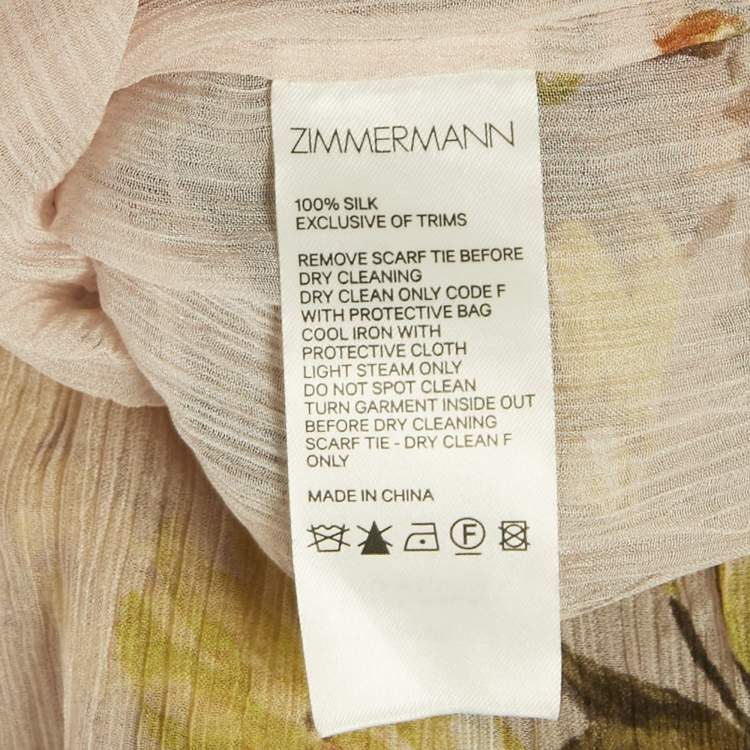 ZIMMERMANN
100% SILK
EXCLUSIVE OF TRIMS
REMOVE SCARF TIE BEFORE
DRY CLEANING
DRY CLEAN ONLY CODE F
WITH PROTECTIVE BAG
COOL IRON WITH
PROTECTIVE CLOTH
LIGHT STEAM ONLY
DO NOT SPOT CLEAN
TURN GARMENT INSIDE OUT
BEFORE DRY CLEANING
SCARF TIE - DRY CLEAN F
ONLY
MADE IN CHINA
F